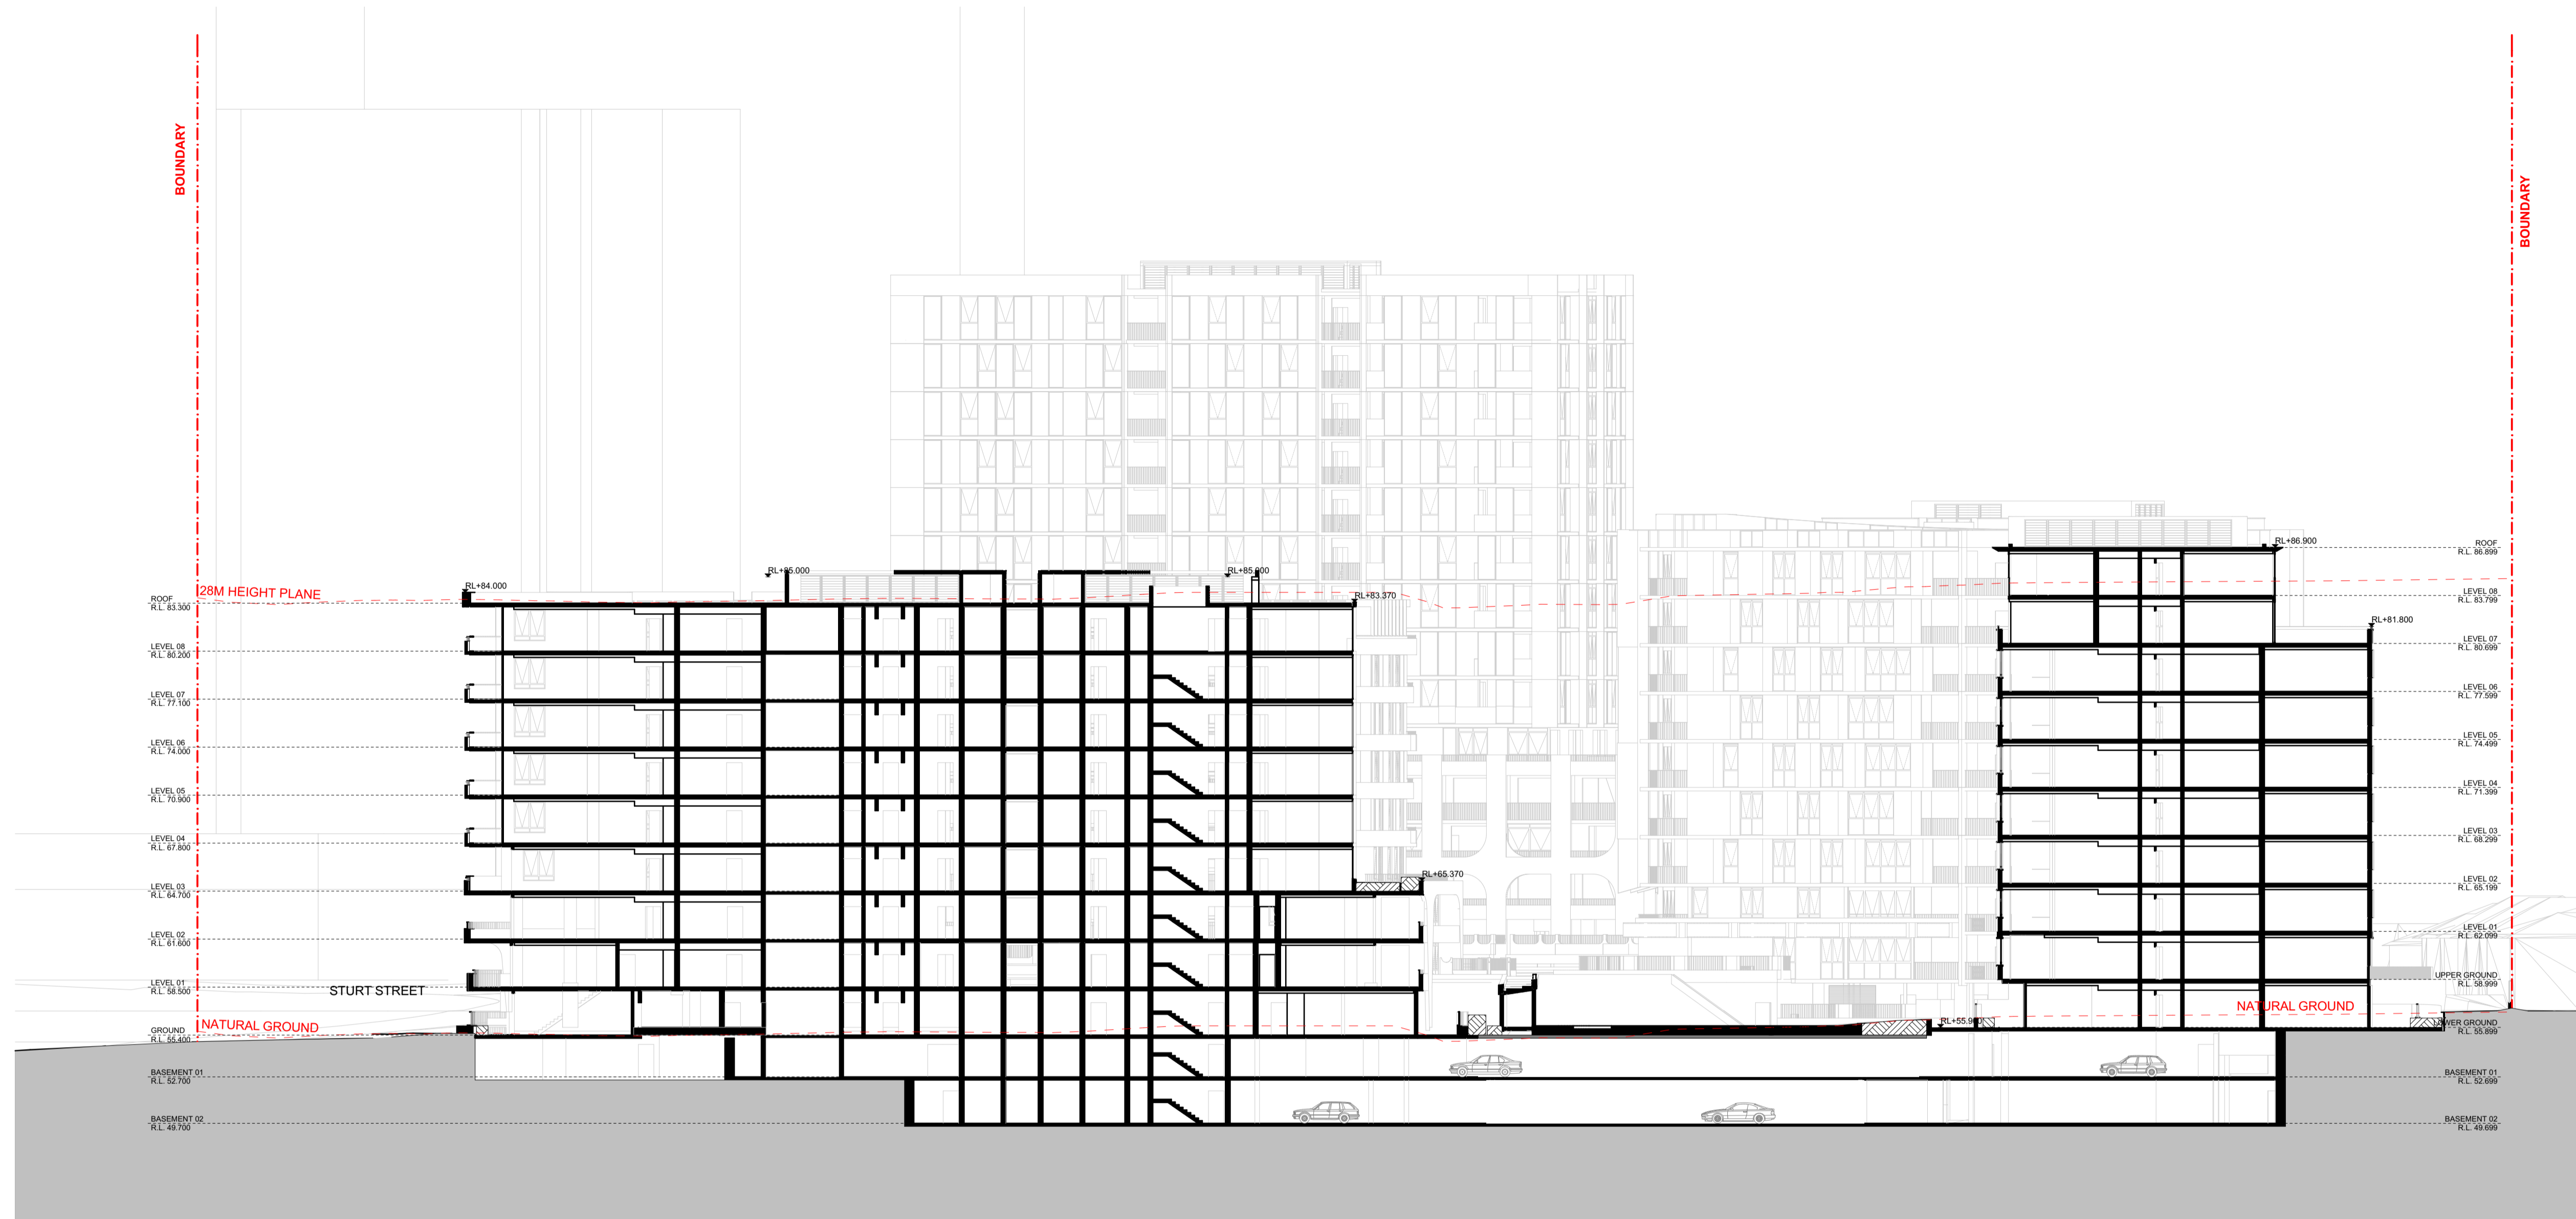 BOUNDARY
BOUNDARY
28M HEIGHT PLANE
RL+84.000
RL+85.000
RL+85.000
RL+83.370
RL+65.370
RL+86.900
RL+81.800
ROOF
R.L. 83.300
LEVEL 08
R.L. 80.200
LEVEL 07
R.L. 77.100
LEVEL 06
R.L. 74.000
LEVEL 05
R.L. 70.900
LEVEL 04
R.L. 67.800
LEVEL 03
R.L. 64.700
LEVEL 02
R.L. 61.600
LEVEL 01
R.L. 58.500
STURT STREET
NATURAL GROUND
GROUND
R.L. 55.400
BASEMENT 01
R.L. 52.700
BASEMENT 02
R.L. 49.700
ROOF
R.L. 86.899
LEVEL 08
R.L. 83.799
LEVEL 07
R.L. 80.699
LEVEL 06
R.L. 77.599
LEVEL 05
R.L. 74.499
LEVEL 04
R.L. 71.399
LEVEL 03
R.L. 68.299
LEVEL 02
R.L. 65.199
LEVEL 01
R.L. 62.099
UPPER GROUND
R.L. 58.999
NATURAL GROUND
LOWER GROUND
R.L. 55.899
BASEMENT 01
R.L. 52.699
BASEMENT 02
R.L. 49.699